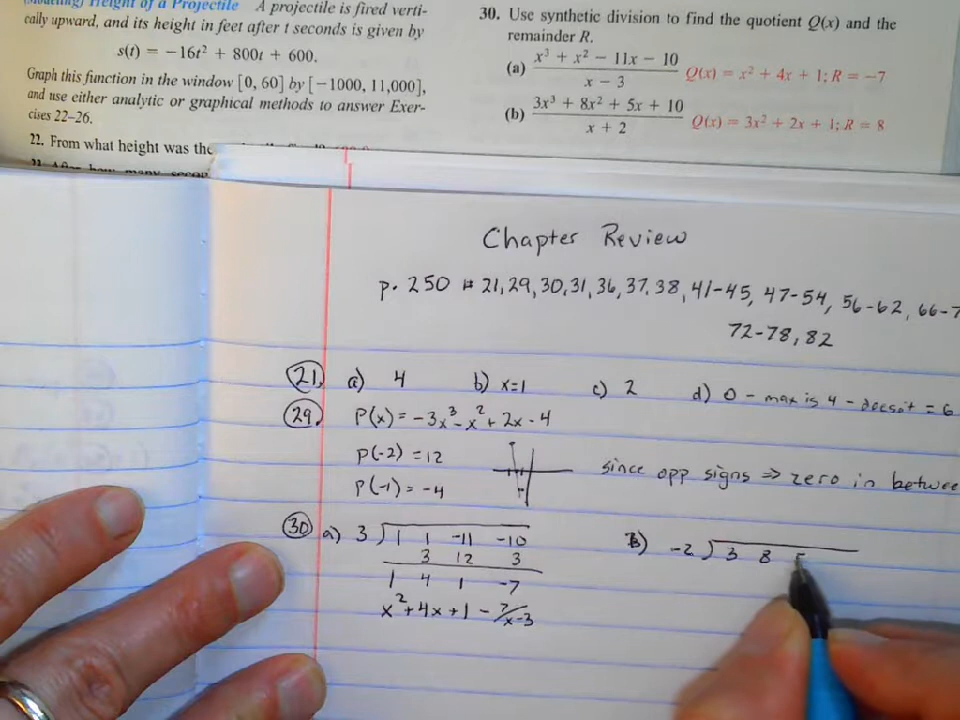 Height of a Projectile A projectile is fired verti-
cally upward, and its height in feet after t seconds is given by
s(t) = −16t² + 800t + 600.
Graph this function in the window [0, 60] by [−1000, 11,000],
and use either analytic or graphical methods to answer Exer-
cises 22–26.
22. From what height was the
30. Use synthetic division to find the quotient Q(x) and the
remainder R.
(a) x³ + x² − 11x − 10
x − 3
Q(x) = x² + 4x + 1; R = −7
(b) 3x³ + 8x² + 5x + 10
x + 2
Q(x) = 3x² + 2x + 1; R = 8
Chapter Review
p. 250 # 21, 29, 30, 31, 36, 37. 38, 41-45, 47-54, 56-62, 66-7
72-78, 82
21. a) 4 b) x=1 c) 2 d) 0 - max is 4 - doesn't = 6
29. P(x) = -3x³ - x² + 2x - 4
P(-2) = 12
P(-1) = -4
since opp signs ⇒ zero in betwee
30 a) 3 1 1 -11 -10
3 12 3
1 4 1 -7
x² + 4x + 1 - 7/x-3
b) -2 3 8 5